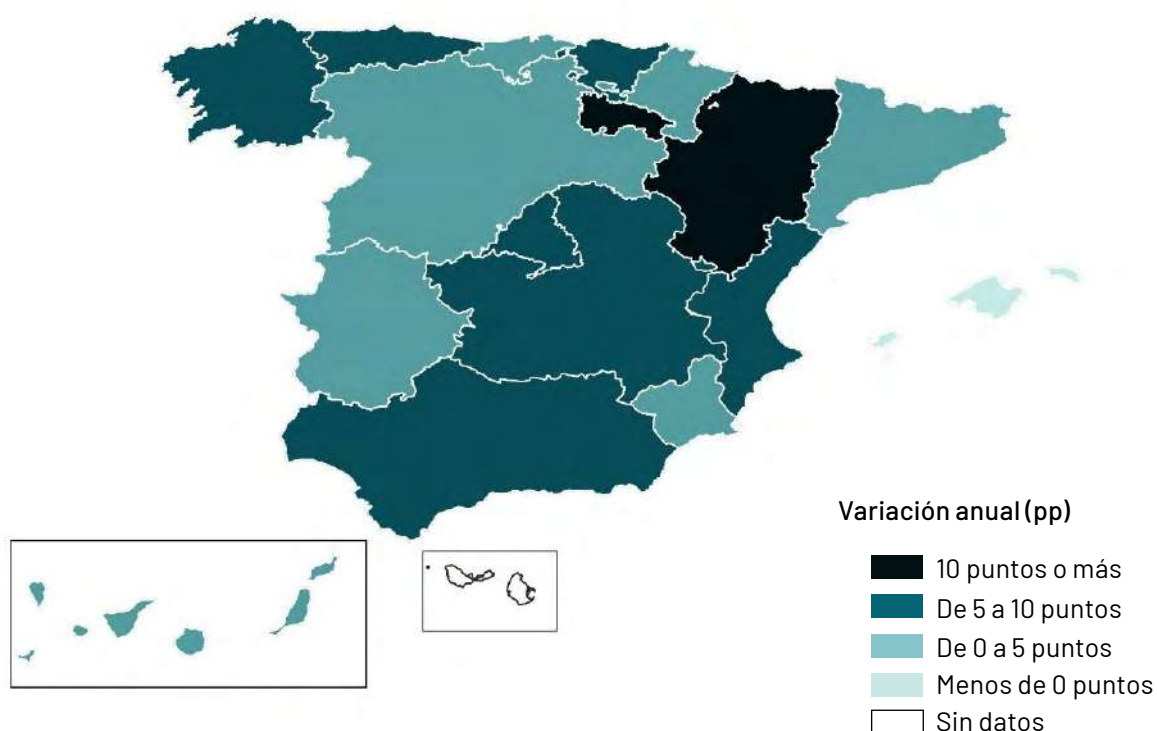 Variación anual (pp)
10 puntos o más
De 5 a 10 puntos
De 0 a 5 puntos
Menos de 0 puntos
Sin datos